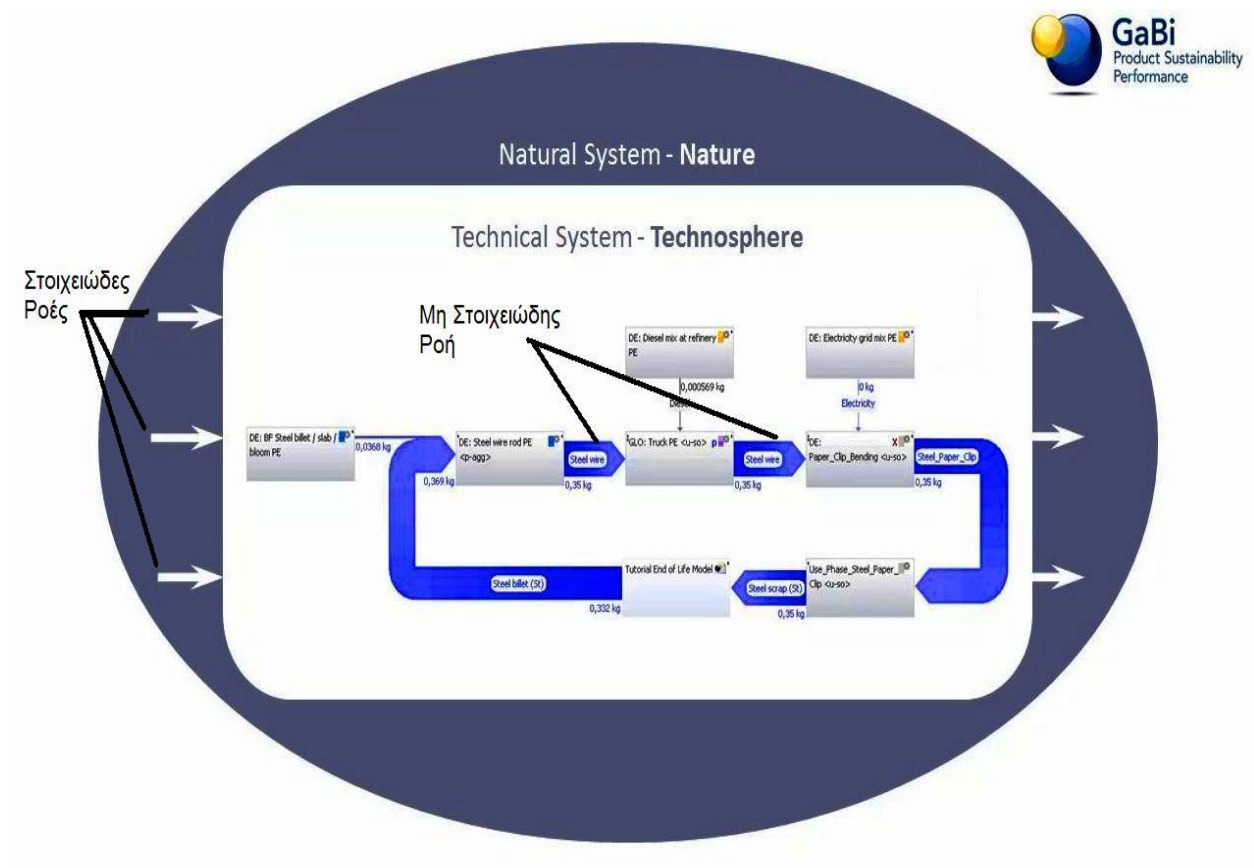 GaBi
Product Sustainability
Performance
Natural System - Nature
Technical System - Technosphere
Στοιχειώδες
Ροές
Μη Στοιχειώδης
Ροή
DE: Diesel mix at refinery
PE
DE: Electricity grid mix PE
0,000569 kg
Diesel
0 kg
Electricity
DE: BF Steel billet / slab /
bloom PE
0,0368 kg
DE: Steel wire rod PE
<p-agg>
0,369 kg
Steel wire
0,35 kg
GLO: Truck PE <u-so>
Steel wire
0,35 kg
DE:
Paper_Clip_Bending <u-so>
Steel_Paper_Clip
0,35 kg
Steel billet (St)
0,332 kg
Tutorial End of Life Model
Steel scrap (St)
0,35 kg
Use_Phase_Steel_Paper_
Clip <u-so>